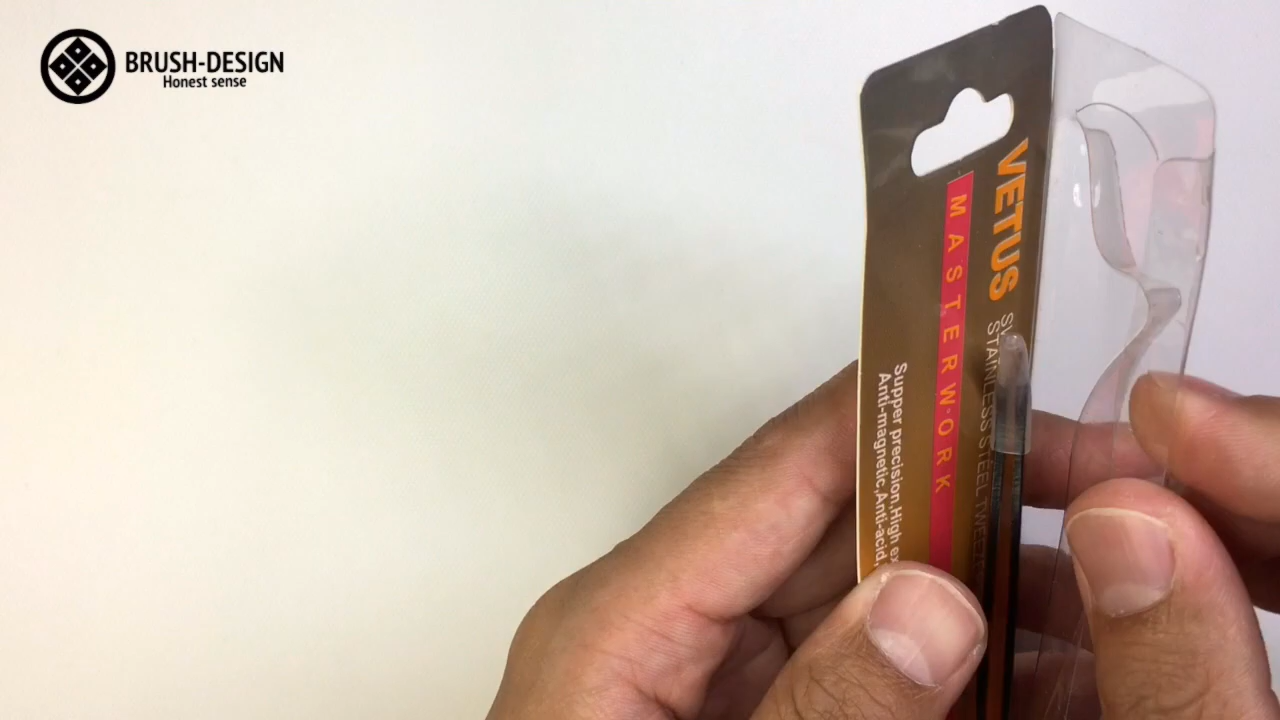 BRUSH-DESIGN
Honest sense
VETUS
STAINLESS STEEL
MASTERWORK
Supper precision,High
Anti-magnetic,Anti-acid,